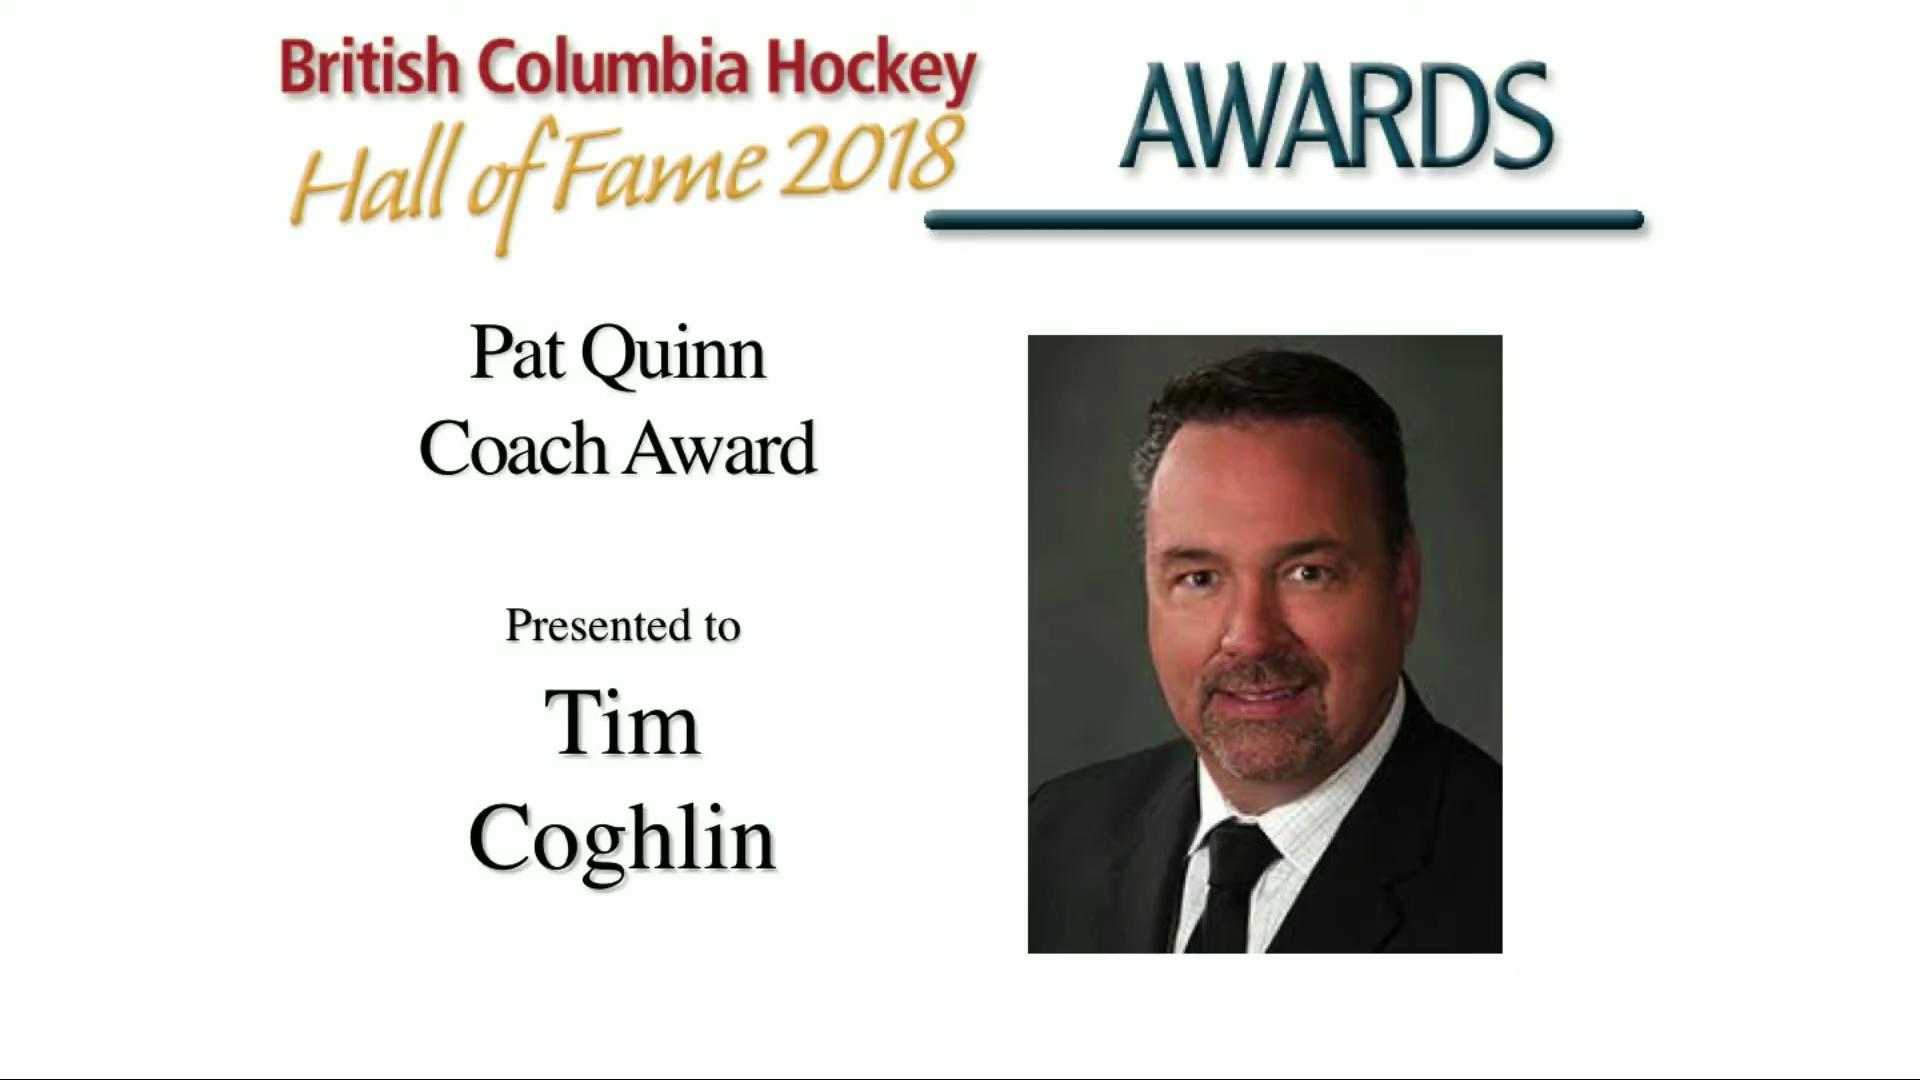 British Columbia Hockey
Hall of Fame 2018
AWARDS
Pat Quinn
Coach Award
Presented to
Tim
Coghlin